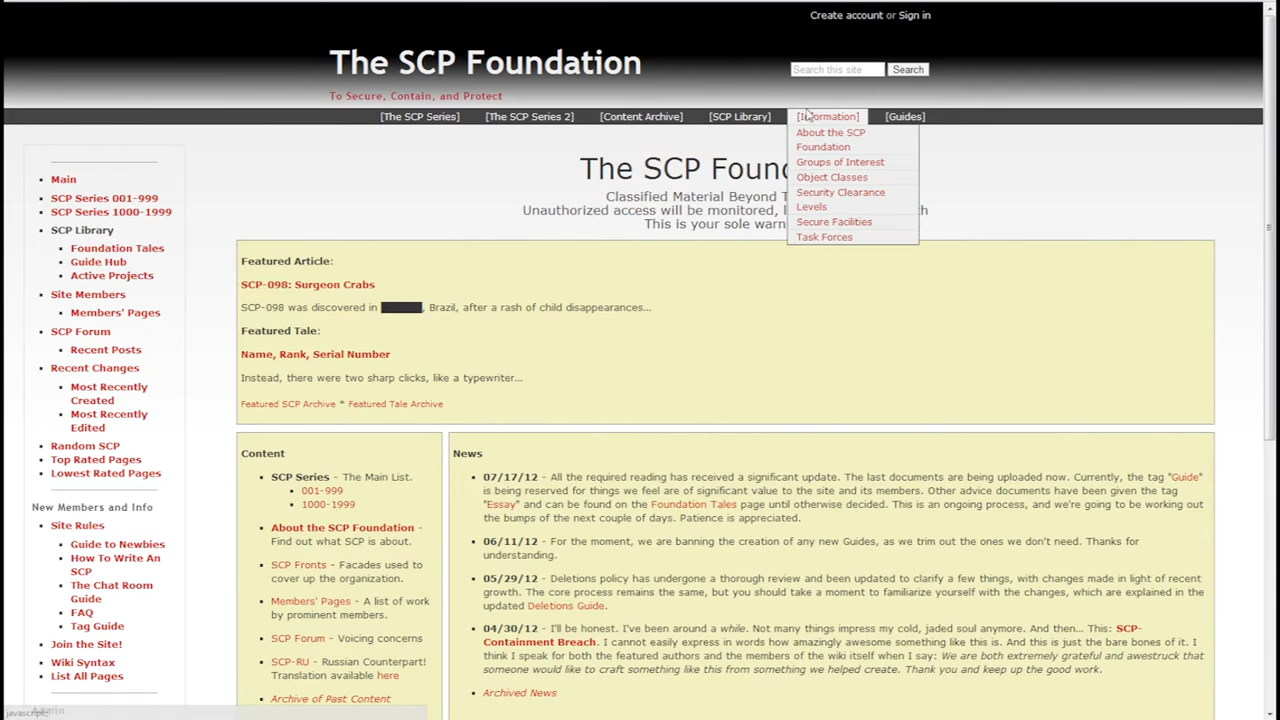 Create account or Sign in
The SCP Foundation
Search this site
Search
To Secure, Contain, and Protect
[The SCP Series]
[The SCP Series 2]
[Content Archive]
[SCP Library]
[Information]
[Guides]
About the SCP
Foundation
Groups of Interest
Object Classes
Security Clearance
Levels
Secure Facilities
Task Forces
Main
SCP Series 001-999
SCP Series 1000-1999
SCP Library
Foundation Tales
Guide Hub
Active Projects
Site Members
Members' Pages
SCP Forum
Recent Posts
Recent Changes
Most Recently
Created
Most Recently
Edited
Random SCP
Top Rated Pages
Lowest Rated Pages
New Members and Info
Site Rules
Guide to Newbies
How To Write An
SCP
The Chat Room
Guide
FAQ
Tag Guide
Join the Site!
Wiki Syntax
List All Pages
Admin
javascript:;
The SCP Foun
Classified Material Beyond T
Unauthorized access will be monitored, l
h
This is your sole warn
Featured Article:
SCP-098: Surgeon Crabs
SCP-098 was discovered in , Brazil, after a rash of child disappearances...
Featured Tale:
Name, Rank, Serial Number
Instead, there were two sharp clicks, like a typewriter...
Featured SCP Archive * Featured Tale Archive
Content
SCP Series - The Main List.
001-999
1000-1999
About the SCP Foundation -
Find out what SCP is about.
SCP Fronts - Facades used to
cover up the organization.
Members' Pages - A list of work
by prominent members.
SCP Forum - Voicing concerns
SCP-RU - Russian Counterpart!
Translation available here
Archive of Past Content
News
07/17/12 - All the required reading has received a significant update. The last documents are being uploaded now. Currently, the tag "Guide"
is being reserved for things we feel are of significant value to the site and its members. Other advice documents have been given the tag
"Essay" and can be found on the Foundation Tales page until otherwise decided. This is an ongoing process, and we're going to be working out
the bumps of the next couple of days. Patience is appreciated.
06/11/12 - For the moment, we are banning the creation of any new Guides, as we trim out the ones we don't need. Thanks for
understanding.
05/29/12 - Deletions policy has undergone a thorough review and been updated to clarify a few things, with changes made in light of recent
growth. The core process remains the same, but you should take a moment to familiarize yourself with the changes, which are explained in the
updated Deletions Guide.
04/30/12 - I'll be honest. I've been around a while. Not many things impress my cold, jaded soul anymore. And then... This: SCP-
Containment Breach. I cannot easily express in words how amazingly awesome something like this is. And this is just the bare bones of it. I
think I speak for both the featured authors and the members of the wiki itself when I say: We are both extremely grateful and awestruck that
someone would like to craft something like this from something we helped create. Thank you and keep up the good work.
Archived News